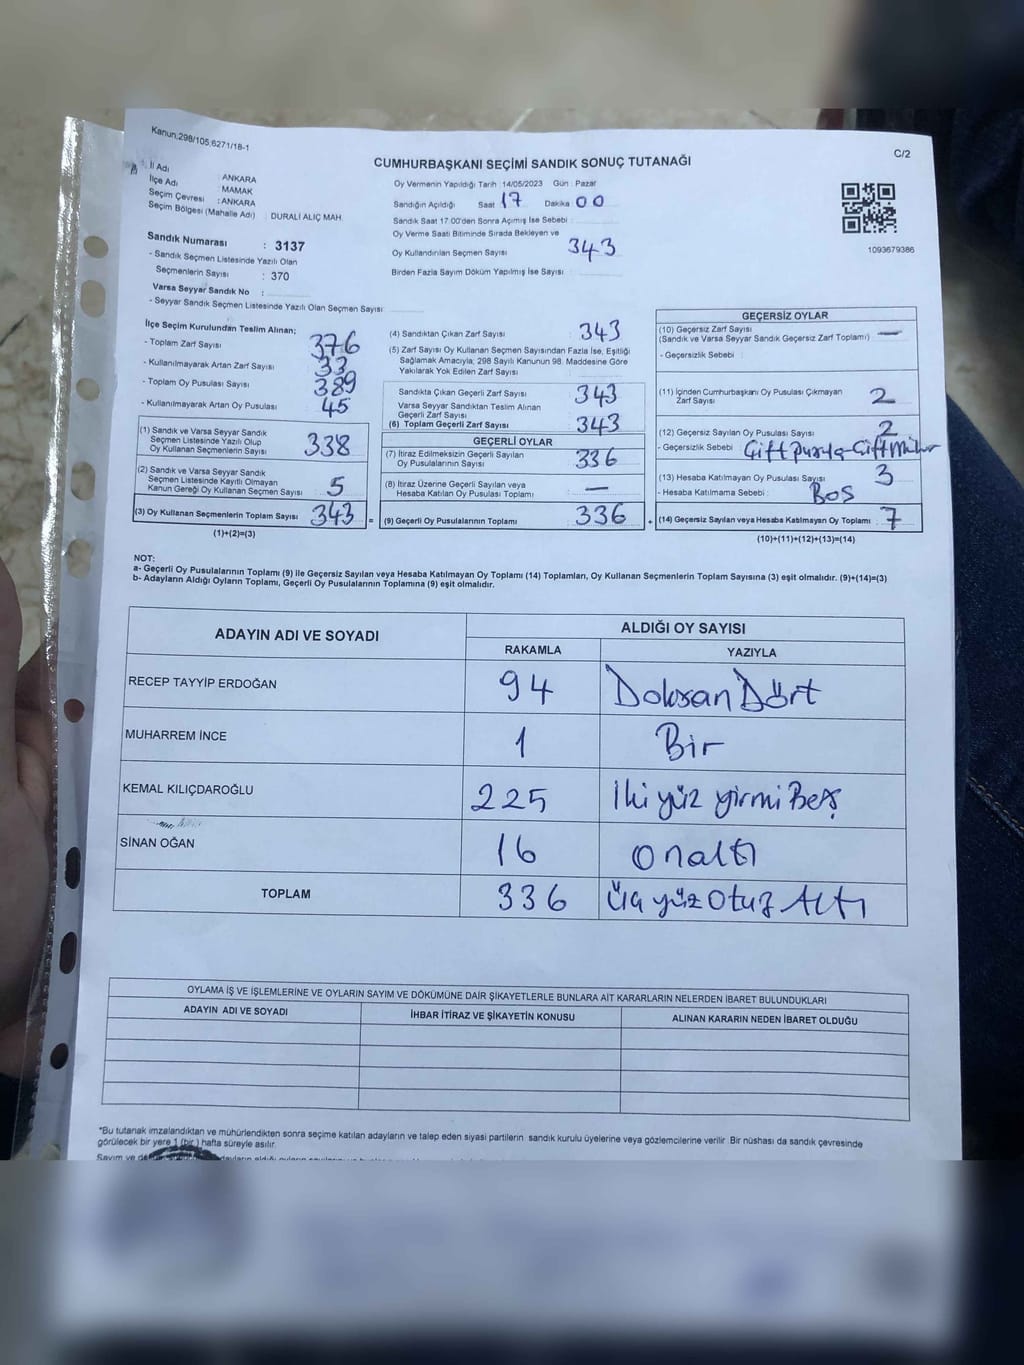 Kanun.298/105,6271/18-1
C/2
CUMHURBAŞKANI SEÇİMİ SANDIK SONUÇ TUTANAĞI
İl Adı : ANKARA
İlçe Adı : MAMAK
Seçim Çevresi : ANKARA
Seçim Bölgesi (Mahalle Adı) : DURALİ ALIÇ MAH.
Sandık Numarası : 3137
- Sandık Seçmen Listesinde Yazılı Olan
Seçmenlerin Sayısı : 370
Varsa Seyyar Sandık No :
- Seyyar Sandık Seçmen Listesinde Yazılı Olan Seçmen Sayısı :
Oy Vermenin Yapıldığı Tarih : 14/05/2023 Gün : Pazar
Sandığın Açıldığı Saat : 17 Dakika : 00
Sandık Saat 17:00'den Sonra Açımış İse Sebebi :
Oy Verme Saati Bitiminde Sırada Bekleyen ve
Oy Kullandırılan Seçmen Sayısı : 343
Birden Fazla Sayım Döküm Yapılmış İse Sayısı :
1093679386
İlçe Seçim Kurulundan Teslim Alınan;
- Toplam Zarf Sayısı : 376
- Kullanılmayarak Artan Zarf Sayısı : 33
- Toplam Oy Pusulası Sayısı : 389
- Kullanılmayarak Artan Oy Pusulası : 45
(1) Sandık ve Varsa Seyyar Sandık
Seçmen Listesinde Yazılı Olup
Oy Kullanan Seçmenlerin Sayısı : 338
(2) Sandık ve Varsa Seyyar Sandık
Seçmen Listesinde Kayıtlı Olmayan
Kanun Gereği Oy Kullanan Seçmen Sayısı : 5
(3) Oy Kullanan Seçmenlerin Toplam Sayısı : 343 =
(1)+(2)=(3)
(4) Sandıktan Çıkan Zarf Sayısı : 343
(5) Zarf Sayısı Oy Kullanan Seçmen Sayısından Fazla İse, Eşitliği
Sağlamak Amacıyla; 298 Sayılı Kanunun 98. Maddesine Göre
Yakılarak Yok Edilen Zarf Sayısı :
Sandıkta Çıkan Geçerli Zarf Sayısı : 343
Varsa Seyyar Sandıktan Teslim Alınan
Geçerli Zarf Sayısı :
(6) Toplam Geçerli Zarf Sayısı : 343
GEÇERLİ OYLAR
(7) İtiraz Edilmeksizin Geçerli Sayılan
Oy Pusulalarının Sayısı : 336
(8) İtiraz Üzerine Geçerli Sayılan veya
Hesaba Katılan Oy Pusulası Toplamı : —
(9) Geçerli Oy Pusulalarının Toplamı : 336 +
GEÇERSİZ OYLAR
(10) Geçersiz Zarf Sayısı : —
(Sandık ve Varsa Seyyar Sandık Geçersiz Zarf Toplamı)
- Geçersizlik Sebebi :
(11) İçinden Cumhurbaşkanı Oy Pusulası Çıkmayan
Zarf Sayısı : 2
(12) Geçersiz Sayılan Oy Pusulası Sayısı : 2
- Geçersizlik Sebebi : Çift pusula-Çift Mühür
(13) Hesaba Katılmayan Oy Pusulası Sayısı : 3
- Hesaba Katılmama Sebebi : Boş
(14) Geçersiz Sayılan veya Hesaba Katılmayan Oy Toplamı : 7
(10)+(11)+(12)+(13)=(14)
NOT:
a- Geçerli Oy Pusulalarının Toplamı (9) ile Geçersiz Sayılan veya Hesaba Katılmayan Oy Toplamı (14) Toplamları, Oy Kullanan Seçmenlerin Toplam Sayısına (3) eşit olmalıdır. (9)+(14)=(3)
b- Adayların Aldığı Oyların Toplamı, Geçerli Oy Pusulalarının Toplamına (9) eşit olmalıdır.
ADAYIN ADI VE SOYADI ALDIĞI OY SAYISI
RAKAMLA YAZIYLA
RECEP TAYYİP ERDOĞAN 94 Doksan Dört
MUHARREM İNCE 1 Bir
KEMAL KILIÇDAROĞLU 225 İki yüz yirmi Beş
SİNAN OĞAN 16 onaltı
TOPLAM 336 Üç yüz Otuz Altı
OYLAMA İŞ VE İŞLEMLERİNE VE OYLARIN SAYIM VE DÖKÜMÜNE DAİR ŞİKAYETLERLE BUNLARA AİT KARARLARIN NELERDEN İBARET BULUNDUKLARI
ADAYIN ADI VE SOYADI İHBAR İTİRAZ VE ŞİKAYETİN KONUSU ALINAN KARARIN NEDEN İBARET OLDUĞU
*Bu tutanak imzalandıktan ve mühürlendikten sonra seçime katılan adayların ve talep eden siyasi partilerin sandık kurulu üyelerine veya gözlemcilerine verilir. Bir nüshası da sandık çevresinde
görülecek bir yere 1 (bir) hafta süreyle asılır.
Sayım ve